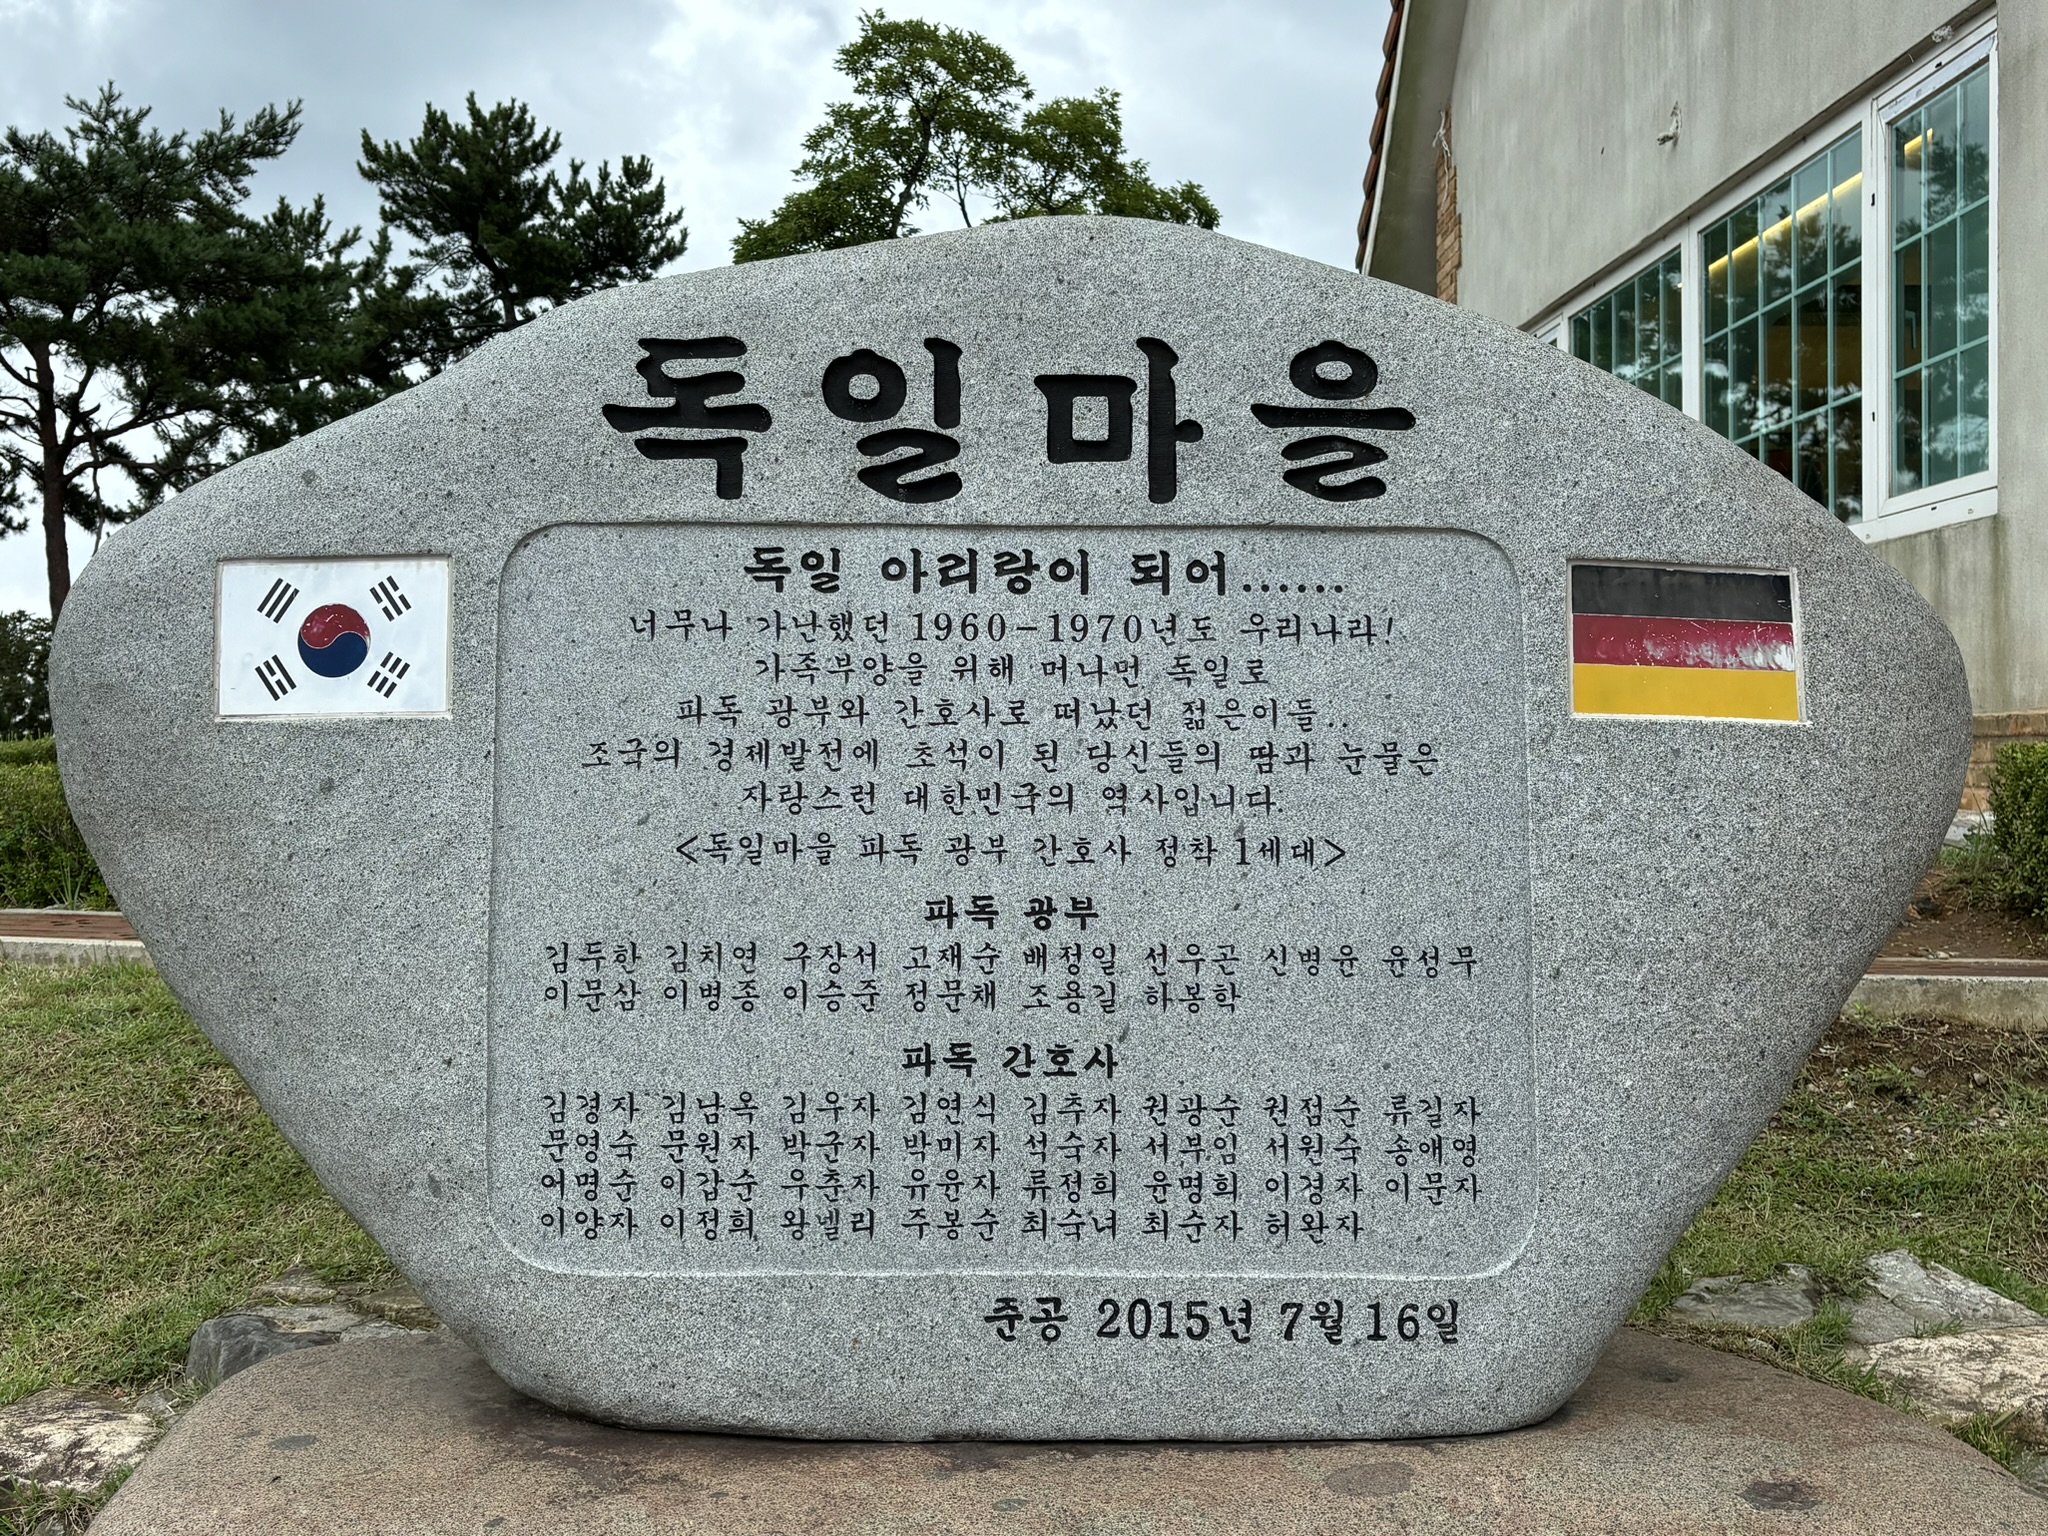 독일마을
독일 아리랑이 되어......
너무나 가난했던 1960-1970년도 우리나라!
가족부양을 위해 머나먼 독일로
파독 광부와 간호사로 떠났던 젊은이들..
조국의 경제발전에 초석이 된 당신들의 땀과 눈물은
자랑스런 대한민국의 역사입니다.
<독일마을 파독 광부 간호사 정착 1세대>
파독 광부
김두한 김치연 구장서 고재순 배정일 선우곤 신병윤 윤성무
이문삼 이병종 이승준 정문채 조용길 하봉학
파독 간호사
김경자 김남옥 김우자 김연식 김추자 권광순 권점순 류길자
문영숙 문원자 박군자 박미자 석숙자 서부임 서원숙 송애영
어명순 이갑순 우춘자 유윤자 류정희 윤명희 이경자 이문자
이양자 이정희 왕벨리 주봉순 최숙녀 최순자 허완자
준공 2015년 7월 16일